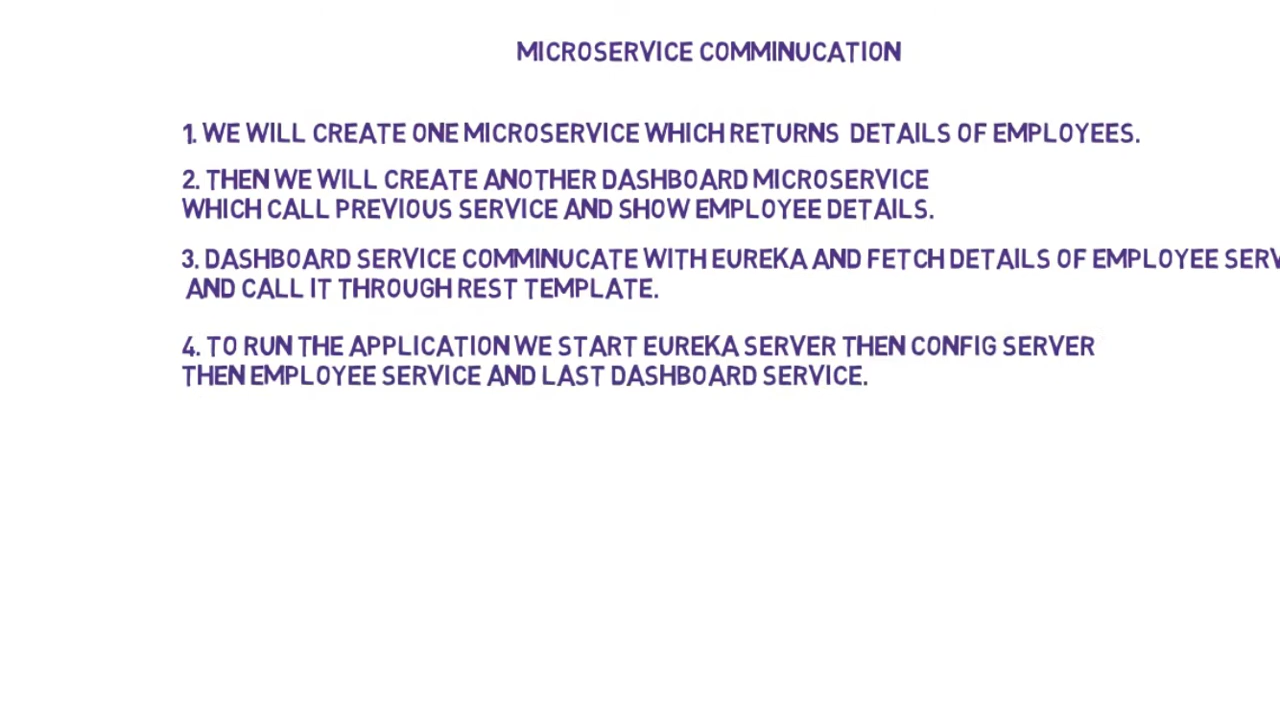 MICROSERVICE COMMINUCATION
1. WE WILL CREATE ONE MICROSERVICE WHICH RETURNS DETAILS OF EMPLOYEES.
2. THEN WE WILL CREATE ANOTHER DASHBOARD MICROSERVICE
WHICH CALL PREVIOUS SERVICE AND SHOW EMPLOYEE DETAILS.
3. DASHBOARD SERVICE COMMINUCATE WITH EUREKA AND FETCH DETAILS OF EMPLOYEE SERV
AND CALL IT THROUGH REST TEMPLATE.
4. TO RUN THE APPLICATION WE START EUREKA SERVER THEN CONFIG SERVER
THEN EMPLOYEE SERVICE AND LAST DASHBOARD SERVICE.